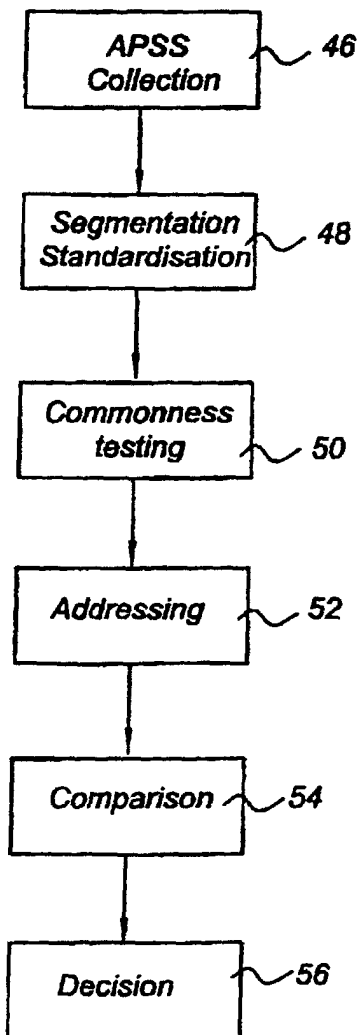 APSS
Collection
46
Segmentation
Standardisation
48
Commonness
testing
50
Addressing
52
Comparison
54
Decision
56